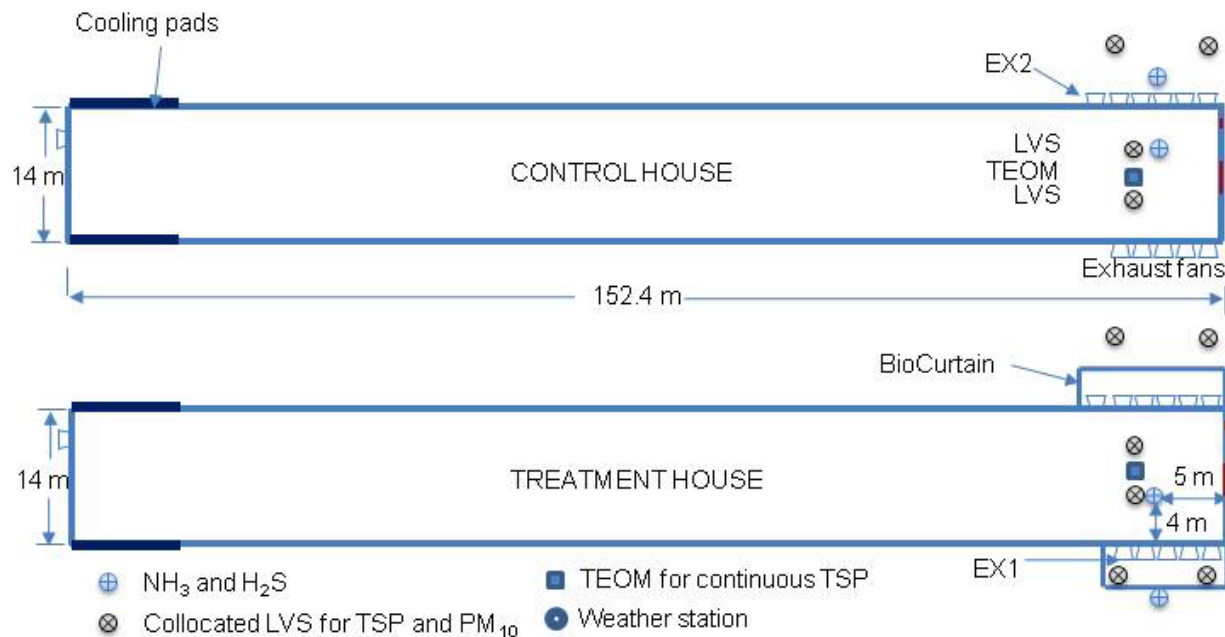 Cooling pads
EX2
LVS
14 m
CONTROL HOUSE
TEOM
LVS
Exhaust fans
152.4 m
BioCurtain
14 m
TREATMENT HOUSE
5 m
4 m
EX1
NH₃ and H₂S
TEOM for continuous TSP
Collocated LVS for TSP and PM₁₀
Weather station